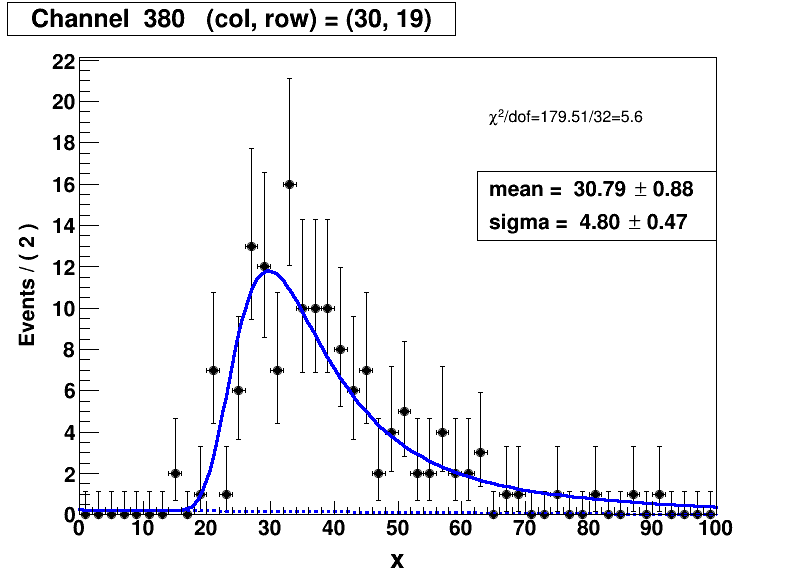 Channel 380 (col, row) = (30, 19)
χ²/dof=179.51/32=5.6
mean = 30.79 ± 0.88
sigma = 4.80 ± 0.47
Events / ( 2 )
22
20
18
16
14
12
10
8
6
4
2
0
0 10 20 30 40 50 60 70 80 90 100
x